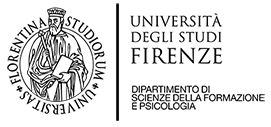 FLORENTINA STUDIORUM UNIVERSITAS
UNIVERSITÀ
DEGLI STUDI
FIRENZE
DIPARTIMENTO DI
SCIENZE DELLA FORMAZIONE
E PSICOLOGIA